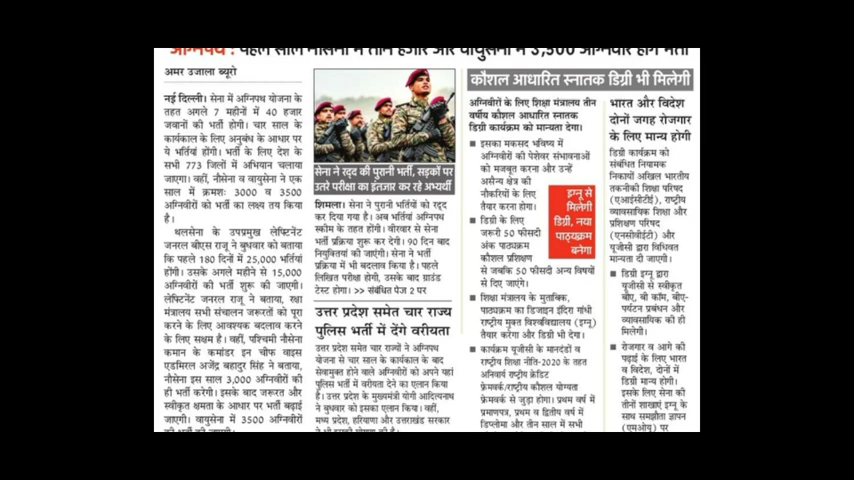 अग्निपथ : पहले साल नौसेना में तीन हजार और वायुसेना में 3,500 अग्निवीर होंगे भर्ती
अमर उजाला ब्यूरो
नई दिल्ली। सेना में अग्निपथ योजना के
तहत अगले 7 महीनों में 40 हजार
जवानों की भर्ती होगी। चार साल के
कार्यकाल के लिए अनुबंध के आधार पर
ये भर्तियां होंगी। भर्ती के लिए देश के
सभी 773 जिलों में अभियान चलाया
जाएगा। वहीं, नौसेना व वायुसेना ने एक
साल में क्रमशः 3000 व 3500
अग्निवीरों को भर्ती का लक्ष्य तय किया
है।
थलसेना के उपप्रमुख लेफ्टिनेंट
जनरल बीएस राजू ने बुधवार को बताया
कि पहले 180 दिनों में 25,000 भर्तियां
होंगी। उसके अगले महीने से 15,000
अग्निवीरों की भर्ती शुरू की जाएगी।
लेफ्टिनेंट जनरल राजू ने बताया, रक्षा
मंत्रालय सभी संचालन जरूरतों को पूरा
करने के लिए आवश्यक बदलाव करने
के लिए सक्षम है। वहीं, पश्चिमी नौसेना
कमान के कमांडर इन चीफ वाइस
एडमिरल अजेंद्र बहादुर सिंह ने बताया,
नौसेना इस साल 3,000 अग्निवीरों की
ही भर्ती करेगी। इसके बाद जरूरत और
स्वीकृत क्षमता के आधार पर भर्ती बढ़ाई
जाएगी। वायुसेना में 3500 अग्निवीरों
की भर्ती की जाएगी।
सेना ने रद्द की पुरानी भर्ती, सड़कों पर
उतरे परीक्षा का इंतजार कर रहे अभ्यर्थी
शिमला। सेना ने पुरानी भर्तियों को रद्द
कर दिया गया है। अब भर्तियां अग्निपथ
स्कीम के तहत होंगी। वीरवार से सेना
भर्ती प्रक्रिया शुरू कर देगी। 90 दिन बाद
नियुक्तियां की जाएंगी। सेना ने भर्ती
प्रक्रिया में भी बदलाव किया है। पहले
लिखित परीक्षा होगी, उसके बाद ग्राउंड
टेस्ट होगा। >> संबंधित पेज 2 पर
उत्तर प्रदेश समेत चार राज्य
पुलिस भर्ती में देंगे वरीयता
उत्तर प्रदेश समेत चार राज्यों ने अग्निपथ
योजना से चार साल के कार्यकाल के बाद
सेवामुक्त होने वाले अग्निवीरों को अपने यहां
पुलिस भर्ती में वरीयता देने का एलान किया
है। उत्तर प्रदेश के मुख्यमंत्री योगी आदित्यनाथ
ने बुधवार को इसका एलान किया। वहीं,
मध्य प्रदेश, हरियाणा और उत्तराखंड सरकार
ने भी इसकी घोषणा की है।
कौशल आधारित स्नातक डिग्री भी मिलेगी
अग्निवीरों के लिए शिक्षा मंत्रालय तीन
वर्षीय कौशल आधारित स्नातक
डिग्री कार्यक्रम को मान्यता देगा।
■ इसका मकसद भविष्य में
अग्निवीरों की पेशेवर संभावनाओं
को मजबूत करना और उन्हें
असैन्य क्षेत्र की
नौकरियों के लिए
तैयार करना होगा।
■ डिग्री के लिए
जरूरी 50 फीसदी
अंक पाठ्यक्रम
कौशल प्रशिक्षण
से जबकि 50 फीसदी अन्य विषयों
से दिए जाएंगे।
■ शिक्षा मंत्रालय के मुताबिक,
पाठ्यक्रम का डिजाइन इंदिरा गांधी
राष्ट्रीय मुक्त विश्वविद्यालय (इग्नू)
तैयार करेगा और डिग्री भी देगा।
■ कार्यक्रम यूजीसी के मानदंडों व
राष्ट्रीय शिक्षा नीति-2020 के तहत
अनिवार्य राष्ट्रीय क्रेडिट
फ्रेमवर्क/राष्ट्रीय कौशल योग्यता
फ्रेमवर्क से जुड़ा होगा। प्रथम वर्ष में
प्रमाणपत्र, प्रथम व द्वितीय वर्ष में
डिप्लोमा और तीन साल में सभी
इग्नू से
मिलेगी
डिग्री, नया
पाठ्यक्रम
बनेगा
भारत और विदेश
दोनों जगह रोजगार
के लिए मान्य होगी
डिग्री कार्यक्रम को
संबंधित नियामक
निकायों अखिल भारतीय
तकनीकी शिक्षा परिषद
(एआईसीटीई), राष्ट्रीय
व्यावसायिक शिक्षा और
प्रशिक्षण परिषद
(एनसीवीईटी) और
यूजीसी द्वारा विधिवत
मान्यता दी जाएगी।
■ डिग्री इग्नू द्वारा
यूजीसी से स्वीकृत
बीए, बी कॉम, बीए-
पर्यटन प्रबंधन और
व्यावसायिक की ही
मिलेगी।
■ रोजगार व आगे की
पढ़ाई के लिए भारत
व विदेश, दोनों में
डिग्री मान्य होगी।
इसके लिए सेना की
तीनों शाखाएं इग्नू के
साथ समझौता ज्ञापन
(एमओयू) पर